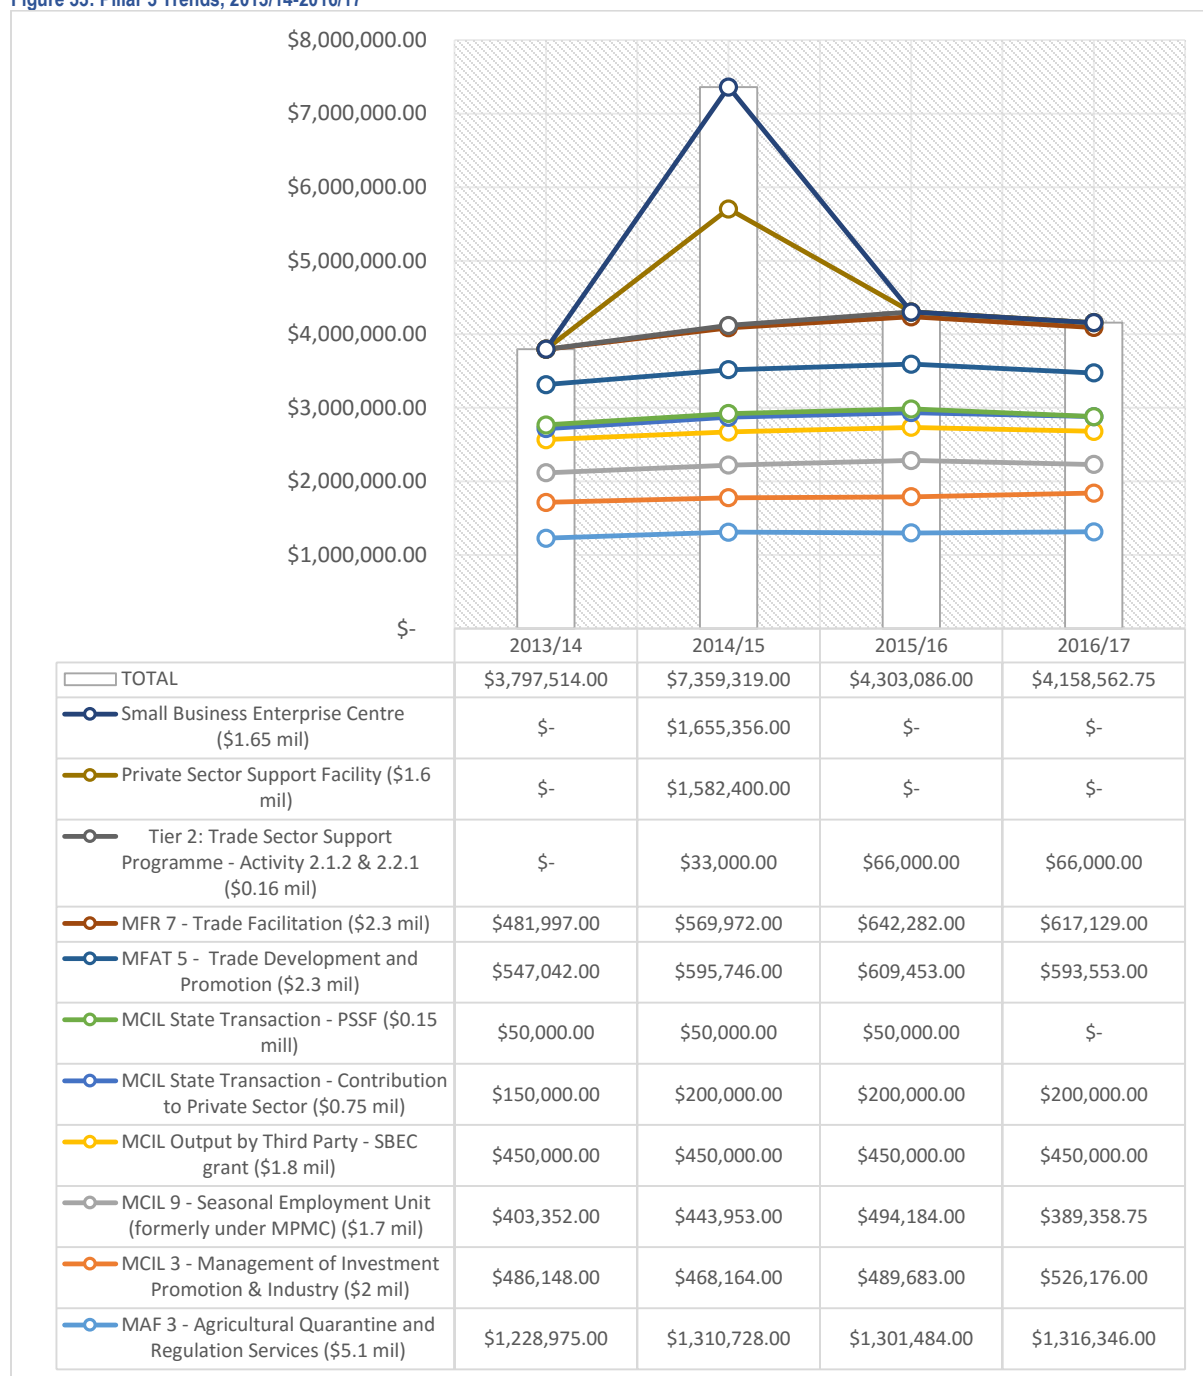 Figure 35: Pillar 5 Trends, 2013/14-2016/17
$8,000,000.00
$7,000,000.00
$6,000,000.00
$5,000,000.00
$4,000,000.00
$3,000,000.00
$2,000,000.00
$1,000,000.00
$-
2013/14 2014/15 2015/16 2016/17
TOTAL $3,797,514.00 $7,359,319.00 $4,303,086.00 $4,158,562.75
Small Business Enterprise Centre
($1.65 mil) $- $1,655,356.00 $- $-
Private Sector Support Facility ($1.6
mil) $- $1,582,400.00 $- $-
Tier 2: Trade Sector Support
Programme - Activity 2.1.2 & 2.2.1
($0.16 mil) $- $33,000.00 $66,000.00 $66,000.00
MFR 7 - Trade Facilitation ($2.3 mil) $481,997.00 $569,972.00 $642,282.00 $617,129.00
MFAT 5 - Trade Development and
Promotion ($2.3 mil) $547,042.00 $595,746.00 $609,453.00 $593,553.00
MCIL State Transaction - PSSF ($0.15
mill) $50,000.00 $50,000.00 $50,000.00 $-
MCIL State Transaction - Contribution
to Private Sector ($0.75 mil) $150,000.00 $200,000.00 $200,000.00 $200,000.00
MCIL Output by Third Party - SBEC
grant ($1.8 mil) $450,000.00 $450,000.00 $450,000.00 $450,000.00
MCIL 9 - Seasonal Employment Unit
(formerly under MPMC) ($1.7 mil) $403,352.00 $443,953.00 $494,184.00 $389,358.75
MCIL 3 - Management of Investment
Promotion & Industry ($2 mil) $486,148.00 $468,164.00 $489,683.00 $526,176.00
MAF 3 - Agricultural Quarantine and
Regulation Services ($5.1 mil) $1,228,975.00 $1,310,728.00 $1,301,484.00 $1,316,346.00